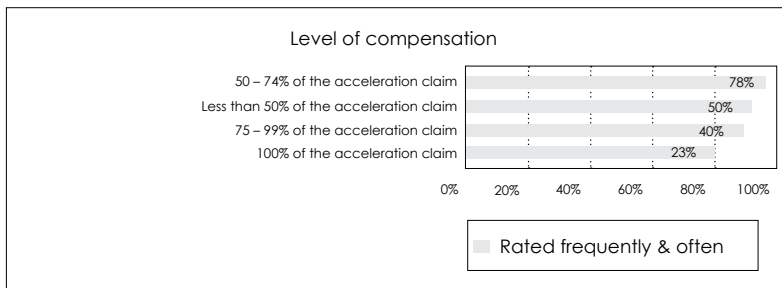 Level of compensation
50 – 74% of the acceleration claim 78%
Less than 50% of the acceleration claim 50%
75 – 99% of the acceleration claim 40%
100% of the acceleration claim 23%
0% 20% 40% 60% 80% 100%
Rated frequently & often